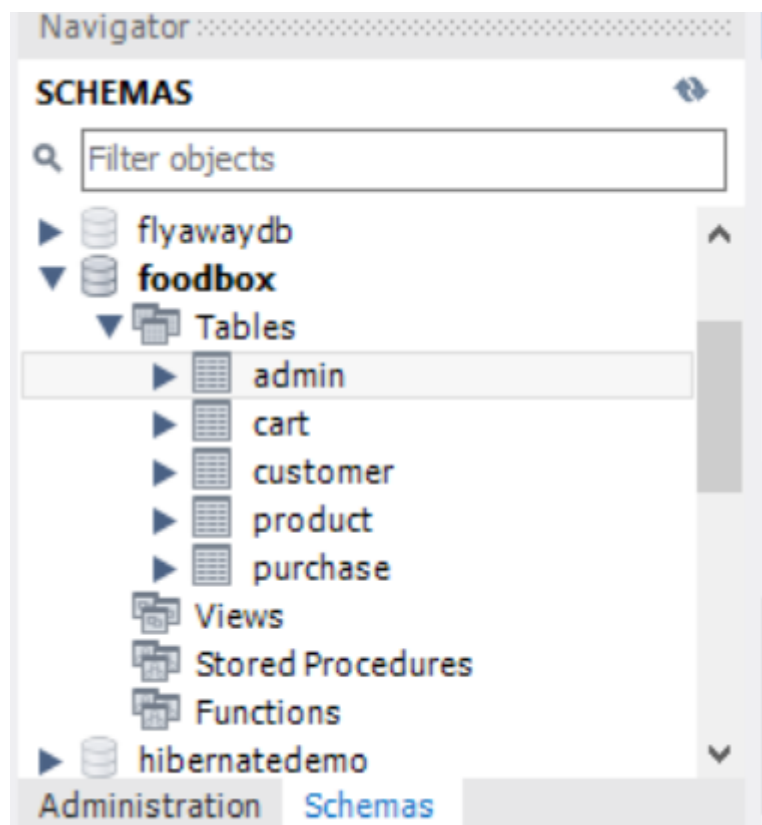 Navigator
SCHEMAS
Filter objects
flyawaydb
foodbox
Tables
admin
cart
customer
product
purchase
Views
Stored Procedures
Functions
hibernatedemo
Administration Schemas